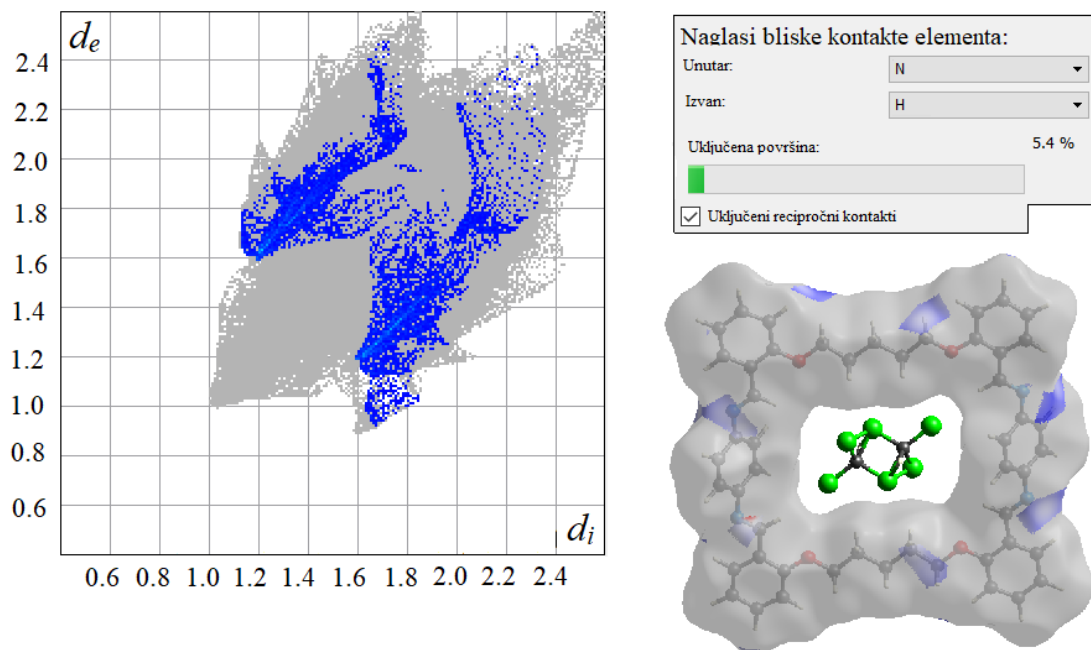 dₑ
2.4
2.2
2.0
1.8
1.6
1.4
1.2
1.0
0.8
0.6
dᵢ
0.6 0.8 1.0 1.2 1.4 1.6 1.8 2.0 2.2 2.4
Naglasi bliske kontakte elementa:
Unutar: N
Izvan: H
Uključena površina: 5.4 %
Uključeni recipročni kontakti